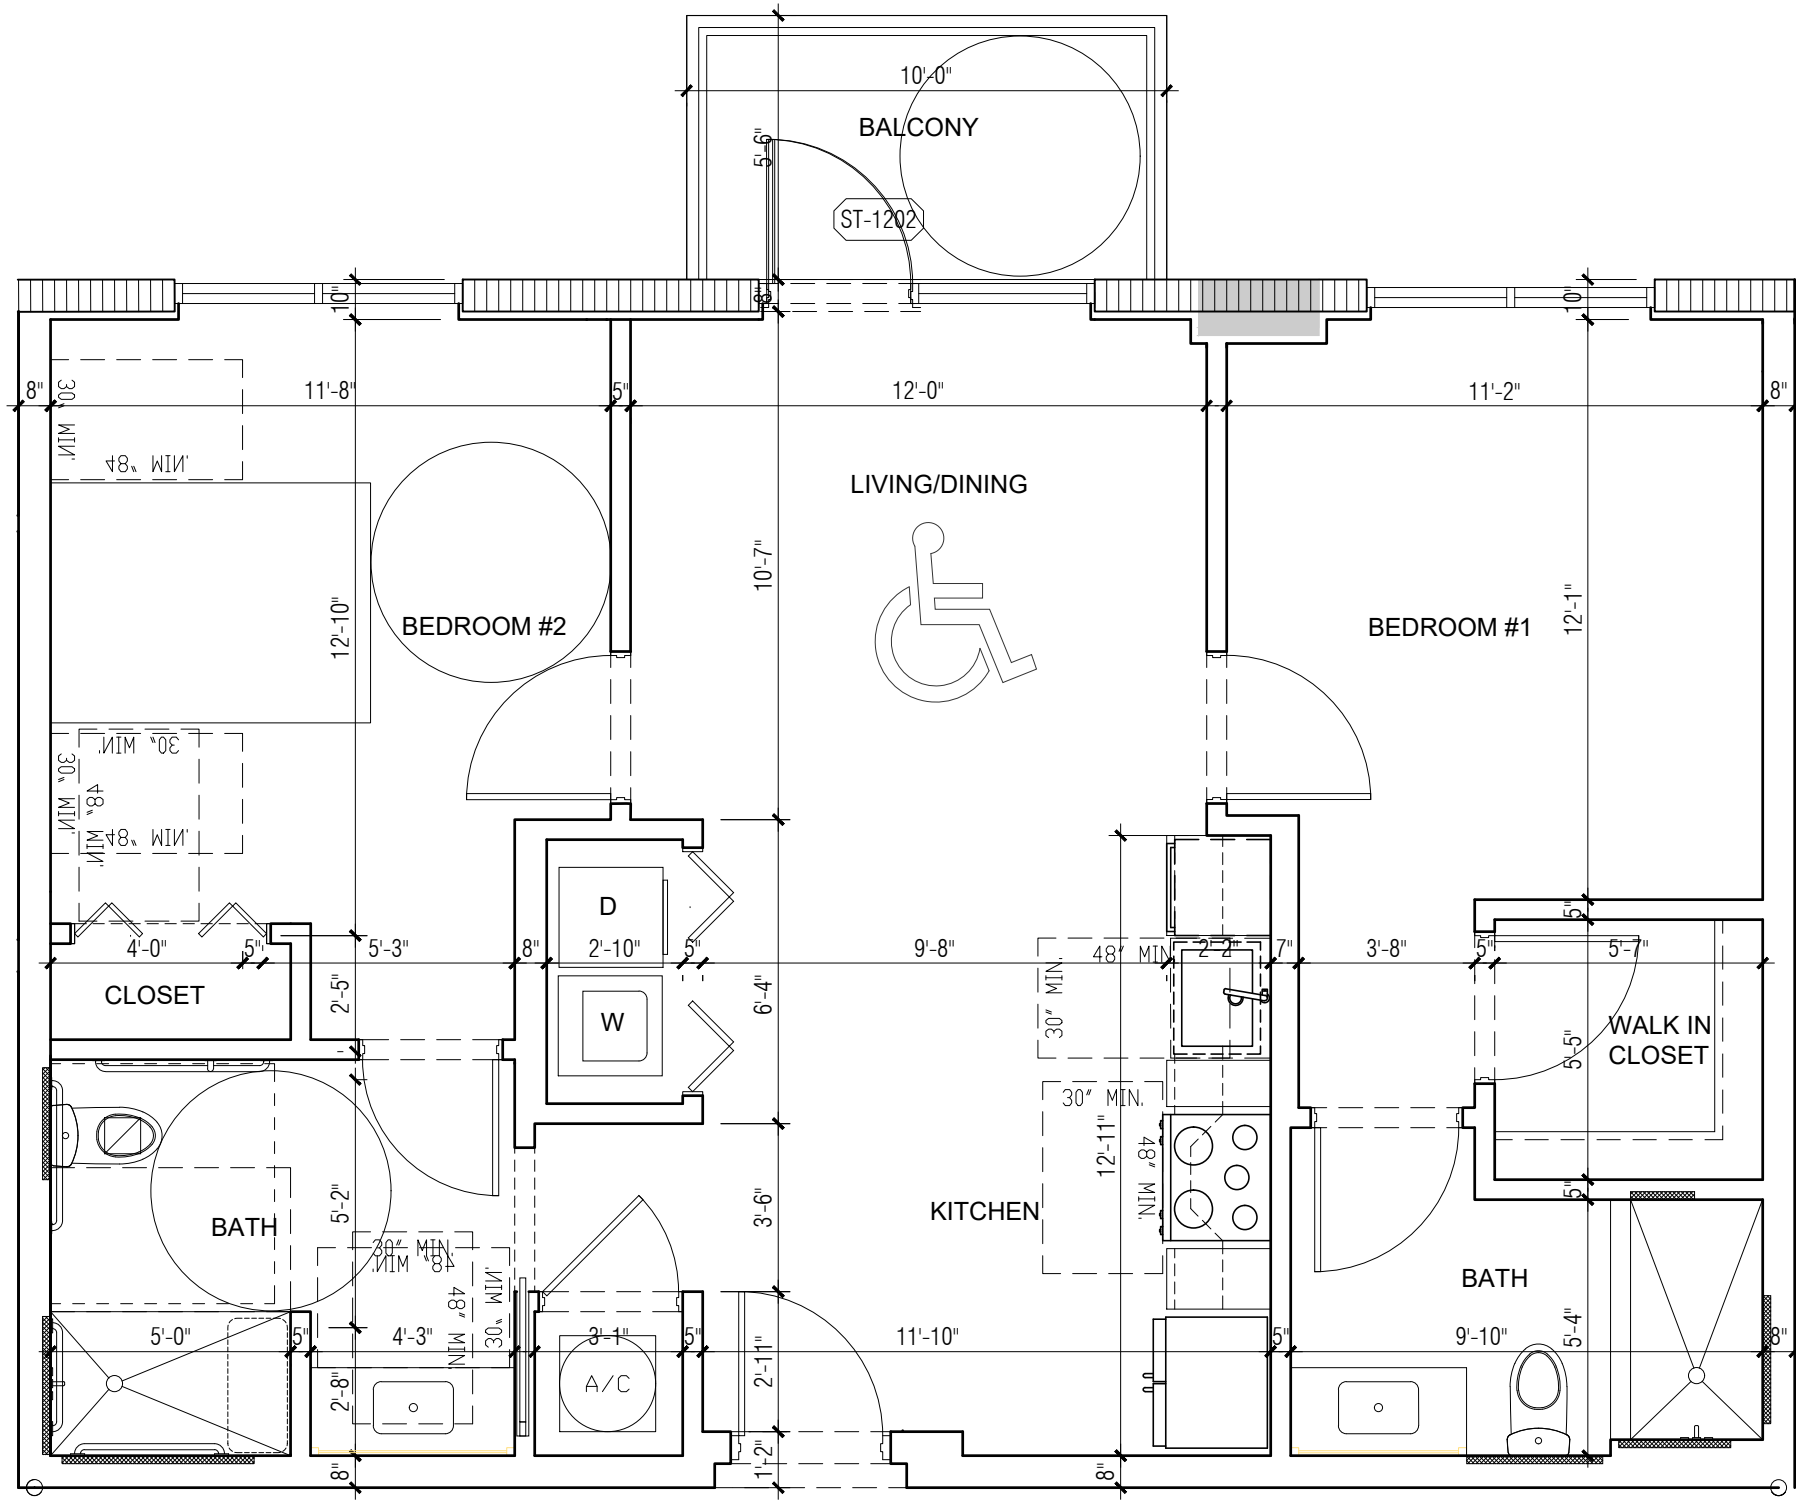 10'-0"
BALCONY
5'-6"
ST-1202
10"
8"
10"
8"
11'-8"
5"
12'-0"
11'-2"
8"
30" MIN.
48" MIN.
LIVING/DINING
10'-7"
12'-10"
BEDROOM #2
12'-1"
BEDROOM #1
30" MIN.
30" MIN.
48" MIN.
48" MIN.
D
5"
4'-0"
5"
5'-3"
8"
2'-10"
5"
9'-8"
48" MIN.
2'-2"
7"
3'-8"
5"
5'-7"
30" MIN.
CLOSET
2'-5"
6'-4"
W
WALK IN
CLOSET
5'-5"
30" MIN.
48" MIN.
12'-11"
5'-2"
3'-6"
5"
BATH
KITCHEN
30" MIN.
48" MIN.
48" MIN.
30" MIN.
BATH
5'-0"
5"
4'-3"
3'-1"
5"
11'-10"
5"
9'-10"
5'-4"
8"
2'-11"
2'-8"
A/C
8"
1'-2"
8"